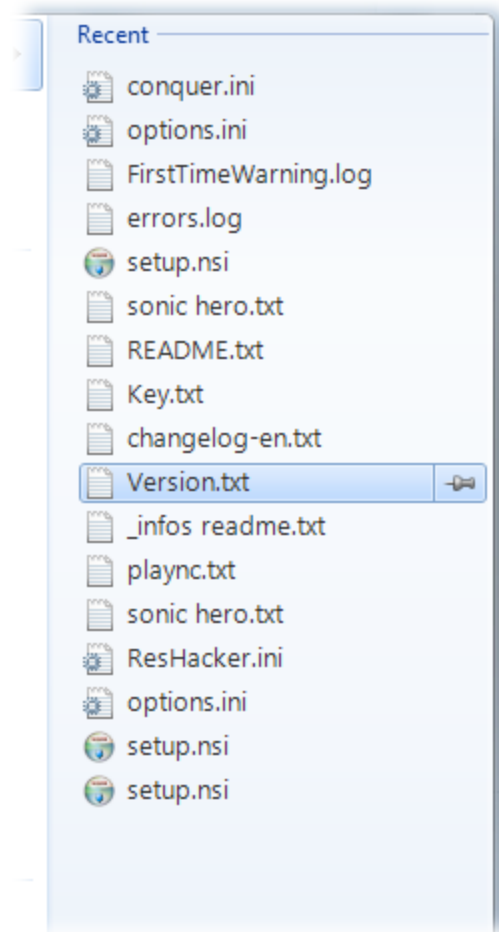 Recent
conquer.ini
options.ini
FirstTimeWarning.log
errors.log
setup.nsi
sonic hero.txt
README.txt
Key.txt
changelog-en.txt
Version.txt
_infos readme.txt
plaync.txt
sonic hero.txt
ResHacker.ini
options.ini
setup.nsi
setup.nsi